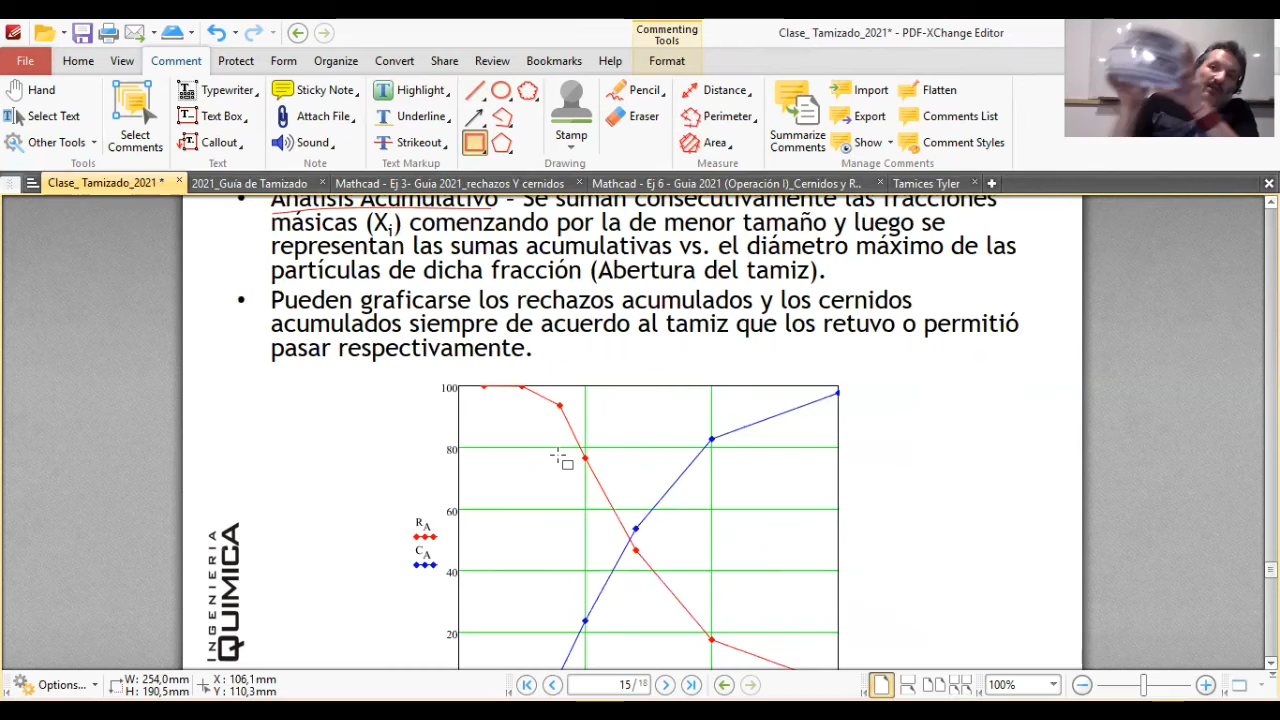 Commenting Tools
Clase_ Tamizado_2021* - PDF-XChange Editor
File Home View Comment Protect Form Organize Convert Share Review Bookmarks Help Format
Hand
Select Text
Other Tools
Tools
Select Comments
Typewriter
Text Box
Callout
Text
Sticky Note
Attach File
Sound
Note
Highlight
Underline
Strikeout
Text Markup
Stamp
Drawing
Pencil
Eraser
Distance
Perimeter
Area
Measure
Summarize Comments
Import
Export
Show
Flatten
Comments List
Comment Styles
Manage Comments
Clase_ Tamizado_2021 *
2021_Guía de Tamizado
Mathcad - Ej 3- Guia 2021_rechazos Y cernidos
Mathcad - Ej 6 - Guia 2021 (Operación I)_Cernidos y R...
Tamices Tyler
• Análisis Acumulativo – Se suman consecutivamente las fracciones
másicas (Xi) comenzando por la de menor tamaño y luego se
representan las sumas acumulativas vs. el diámetro máximo de las
partículas de dicha fracción (Abertura del tamiz).
• Pueden graficarse los rechazos acumulados y los cernidos
acumulados siempre de acuerdo al tamiz que los retuvo o permitió
pasar respectivamente.
100
80
60
40
20
RA
CA
INGENIERIA
QUIMICA
Options...
W: 254,0mm
H: 190,5mm
X: 106,1mm
Y: 110,3mm
15 / 18
100%